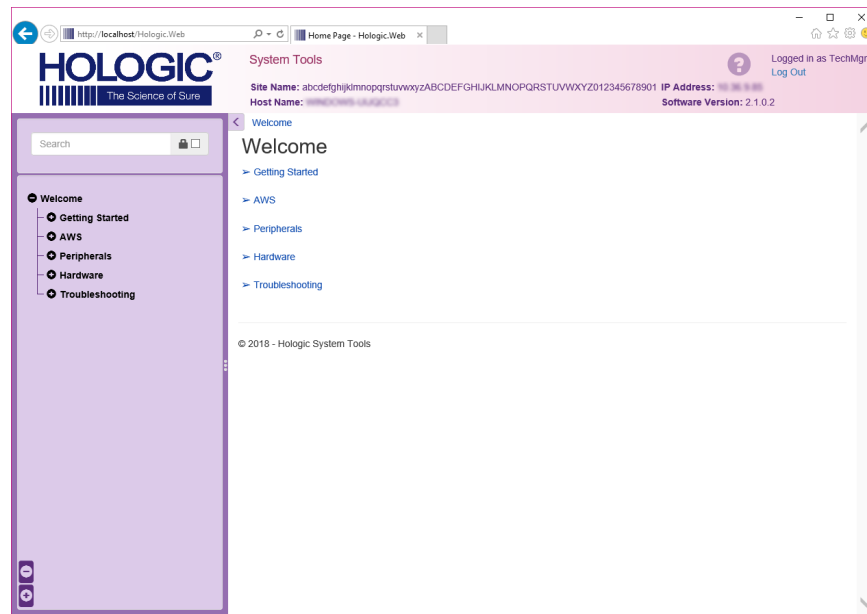 http://localhost/Hologic.Web
Home Page - Hologic.Web
HOLOGIC®
The Science of Sure
System Tools
Logged in as TechMgr
Log Out
Site Name: abcdefghijklmnopqrstuvwxyzABCDEFGHIJKLMNOPQRSTUVWXYZ012345678901 IP Address:
Host Name: Software Version: 2.1.0.2
Search
Welcome
Getting Started
AWS
Peripherals
Hardware
Troubleshooting
Welcome
Welcome
➢ Getting Started
➢ AWS
➢ Peripherals
➢ Hardware
➢ Troubleshooting
© 2018 - Hologic System Tools